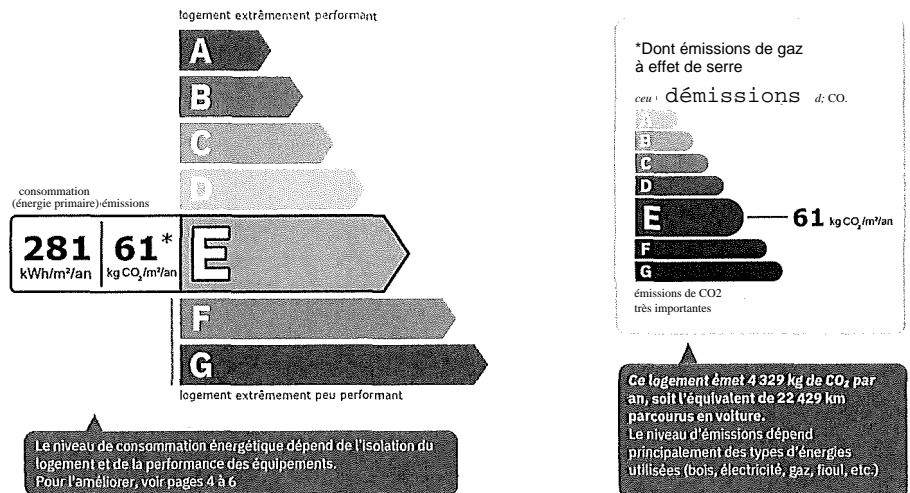 logement extrêmement performant
A
B
C
D
consommation
(énergie primaire) émissions
281
kWh/m²/an
61*
kg CO₂/m²/an
E
F
G
logement extrêmement peu performant
Le niveau de consommation énergétique dépend de l'isolation du
logement et de la performance des équipements.
Pour l'améliorer, voir pages 4 à 6
*Dont émissions de gaz
à effet de serre
ceu démissions d; CO.
A
B
C
D
E
61 kg CO₂/m²/an
F
G
émissions de CO2
très importantes
Ce logement émet 4 329 kg de CO₂ par
an, soit l'équivalent de 22 429 km
parcourus en voiture.
Le niveau d'émissions dépend
principalement des types d'énergies
utilisées (bois, électricité, gaz, fioul, etc.)